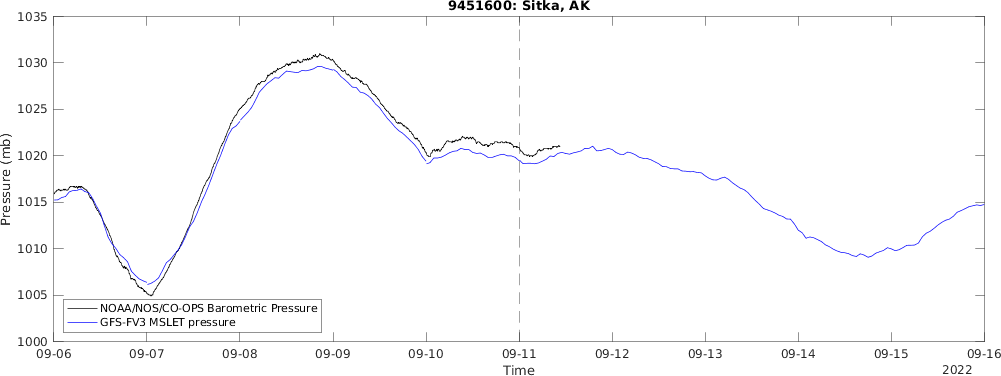 9451600: Sitka, AK
1035
1030
1025
1020
1015
1010
1005
1000
Pressure (mb)
NOAA/NOS/CO-OPS Barometric Pressure
GFS-FV3 MSLET pressure
09-06 09-07 09-08 09-09 09-10 09-11 09-12 09-13 09-14 09-15 09-16
Time
2022